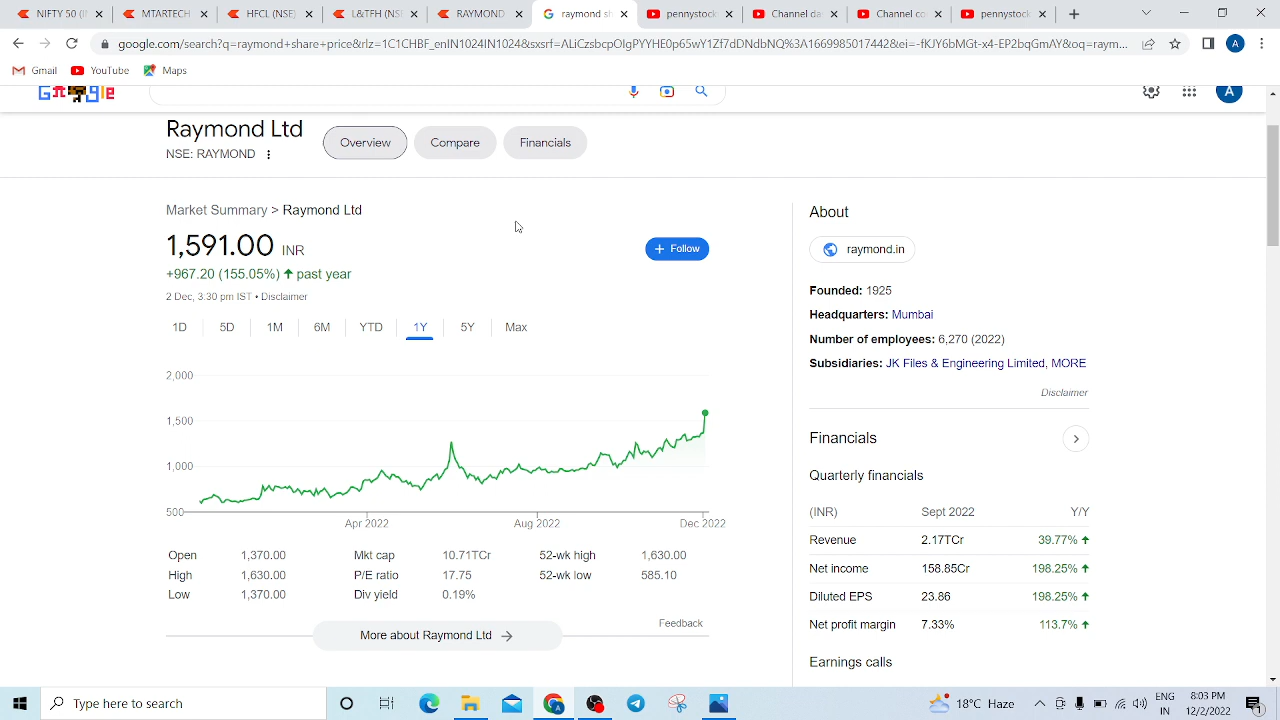 NIFTY 50 (I
MTARTECH
HFCL (NSE)
L&TFH (NSE
RAYMOND
raymond sh
pennystock
Channel da
Channel co
pennystock
google.com/search?q=raymond+share+price&rlz=1C1CHBF_enIN1024IN1024&sxsrf=ALiCzsbcpOIgPYYHE0p65wY1Zf7dDNdbNQ%3A1669985017442&ei=-fKJY6bMGt-x4-EP2bqGmAY&oq=raym...
A
Gmail YouTube Maps
Google
A
Raymond Ltd
Overview Compare Financials
NSE: RAYMOND
Market Summary > Raymond Ltd
1,591.00 INR
+ Follow
+967.20 (155.05%) ↑ past year
2 Dec, 3:30 pm IST • Disclaimer
1D 5D 1M 6M YTD 1Y 5Y Max
2,000
1,500
1,000
500
Apr 2022 Aug 2022 Dec 2022
Open 1,370.00 Mkt cap 10.71TCr 52-wk high 1,630.00
High 1,630.00 P/E ratio 17.75 52-wk low 585.10
Low 1,370.00 Div yield 0.19%
Feedback
More about Raymond Ltd →
About
raymond.in
Founded: 1925
Headquarters: Mumbai
Number of employees: 6,270 (2022)
Subsidiaries: JK Files & Engineering Limited, MORE
Disclaimer
Financials
Quarterly financials
(INR) Sept 2022 Y/Y
Revenue 2.17TCr 39.77% ↑
Net income 158.85Cr 198.25% ↑
Diluted EPS 23.86 198.25% ↑
Net profit margin 7.33% 113.7% ↑
Earnings calls
Type here to search
18°C Haze
ENG
IN
8:03 PM
12/2/2022
1